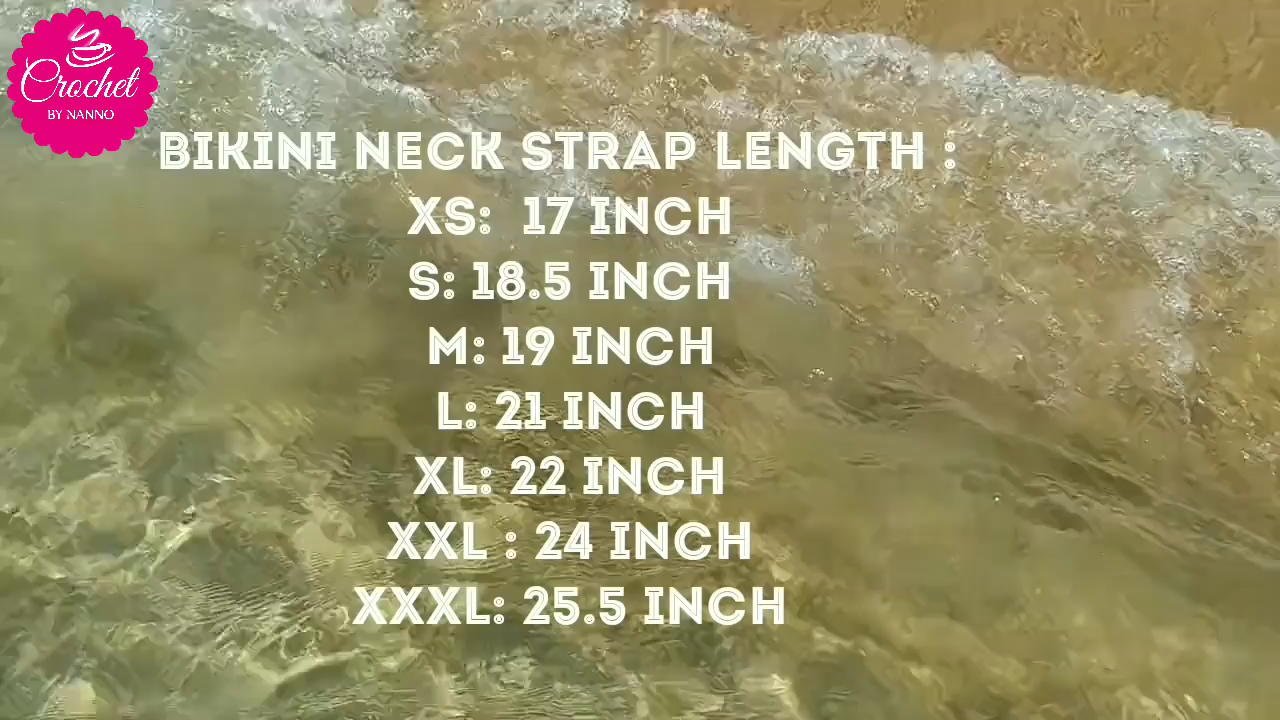 Crochet
BY NANNO
BIKINI NECK STRAP LENGTH :
XS:  17 INCH
S: 18.5 INCH
M: 19 INCH
L: 21 INCH
XL: 22 INCH
XXL : 24 INCH
XXXL: 25.5 INCH